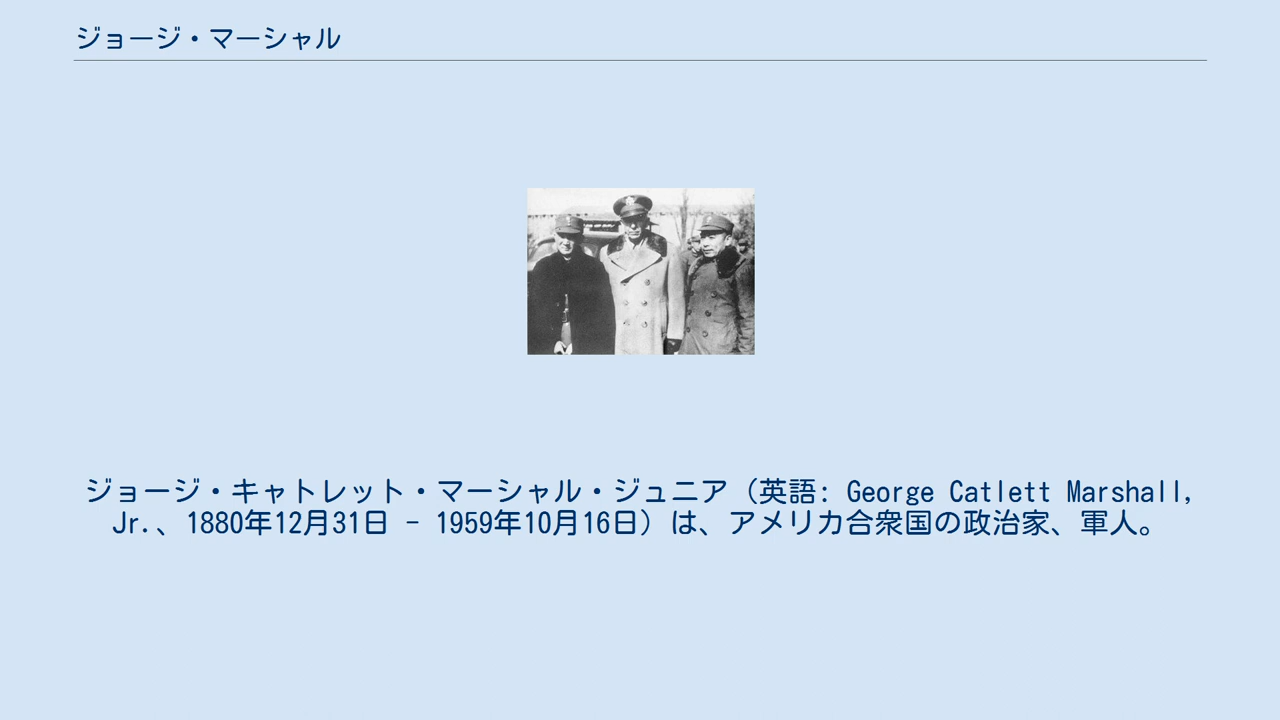 ジョージ・マーシャル
ジョージ・キャトレット・マーシャル・ジュニア（英語: George Catlett Marshall,
Jr.、1880年12月31日 - 1959年10月16日）は、アメリカ合衆国の政治家、軍人。